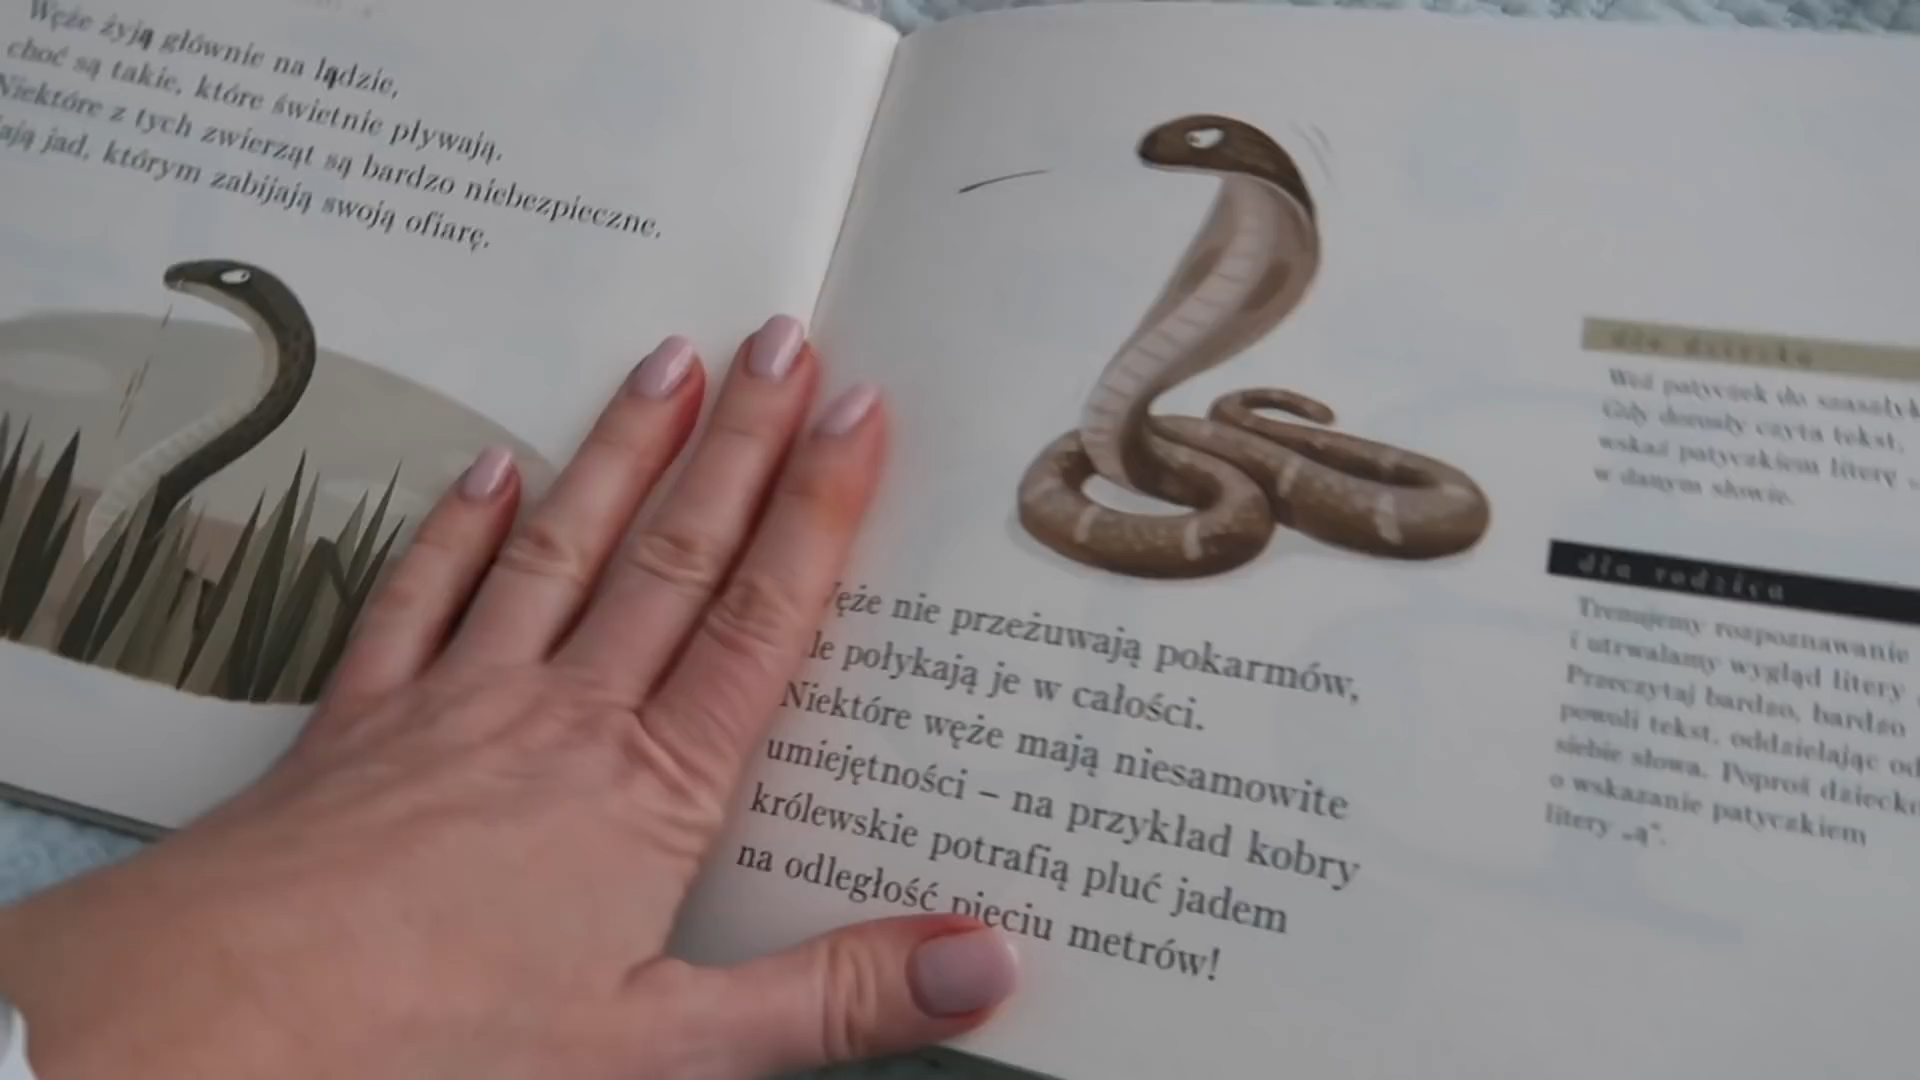 Węże żyją głównie na lądzie,
choć są takie, które świetnie pływają.
Niektóre z tych zwierząt są bardzo niebezpieczne,
jad, którym zabijają swoją ofiarę.
nie przeżuwają pokarmów,
połykają je w całości.
Niektóre węże mają niesamowite
umiejętności – na przykład kobry
królewskie potrafią pluć jadem
na odległość pięciu metrów!
dla dziecka
Weź patyczek do
Gdy dorosły czyta tekst,
wskaż patyczkiem literę
w danym słowie.
dla rodzica
Trenujemy rozpoznawanie
i utrwalamy wygląd litery
Przeczytaj bardzo, bardzo
powoli tekst, oddzielając od
siebie słowa. Poproś dziecko
o wskazanie patyczkiem
litery „ą”.